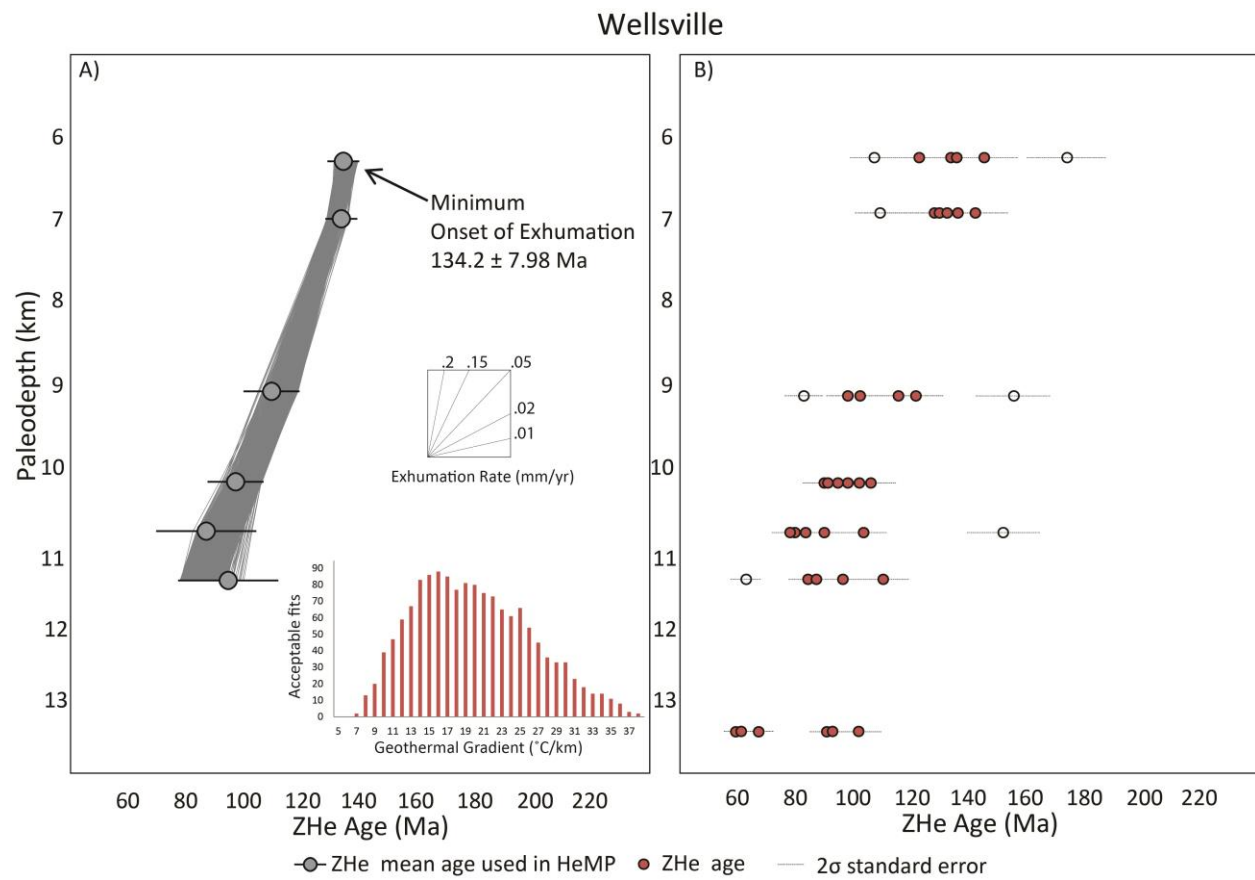 Wellsville
A)
6
7
8
9
10
11
12
13
Paleodepth (km)
Minimum
Onset of Exhumation
134.2 ± 7.98 Ma
.2 .15 .05
.02
.01
Exhumation Rate (mm/yr)
Acceptable fits
90
80
70
60
50
40
30
20
10
0
5 7 9 11 13 15 17 19 21 23 25 27 29 31 33 35 37
Geothermal Gradient (˚C/km)
60 80 100 120 140 160 180 200 220
ZHe Age (Ma)
B)
6
7
8
9
10
11
12
13
60 80 100 120 140 160 180 200 220
ZHe Age (Ma)
ZHe mean age used in HeMP ZHe age 2σ standard error